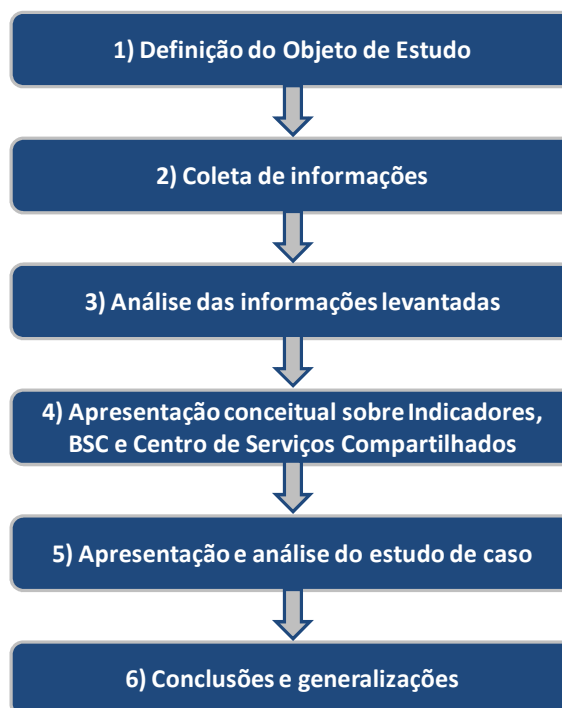 1) Definição do Objeto de Estudo
2) Coleta de informações
3) Análise das informações levantadas
4) Apresentação conceitual sobre Indicadores,
BSC e Centro de Serviços Compartilhados
5) Apresentação e análise do estudo de caso
6) Conclusões e generalizações